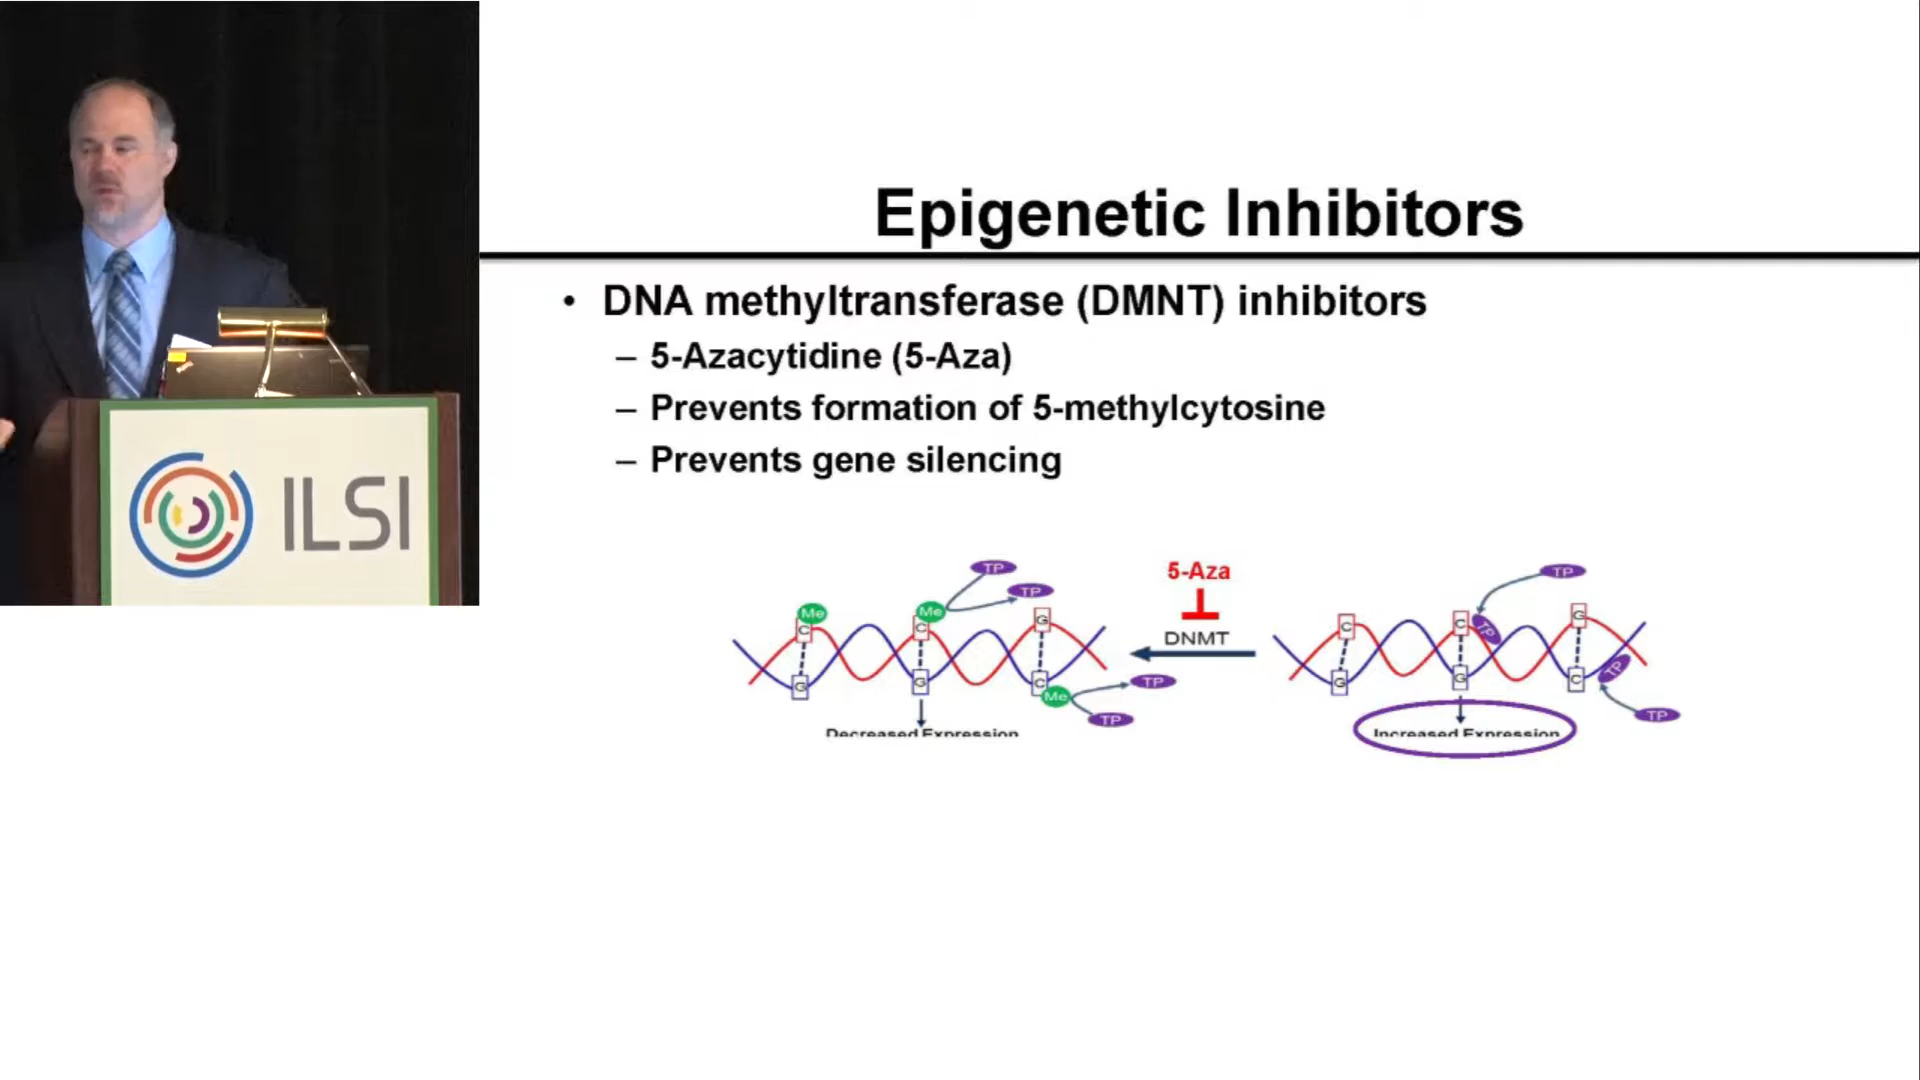 Epigenetic Inhibitors
• DNA methyltransferase (DMNT) inhibitors
– 5-Azacytidine (5-Aza)
– Prevents formation of 5-methylcytosine
– Prevents gene silencing
ILSI
5-Aza
DNMT
TP
TP
Me
Me
C
C
G
G
G
C
Me
TP
TP
Decreased Expression
TP
C
C
G
TP
G
G
C
TP
TP
Increased Expression